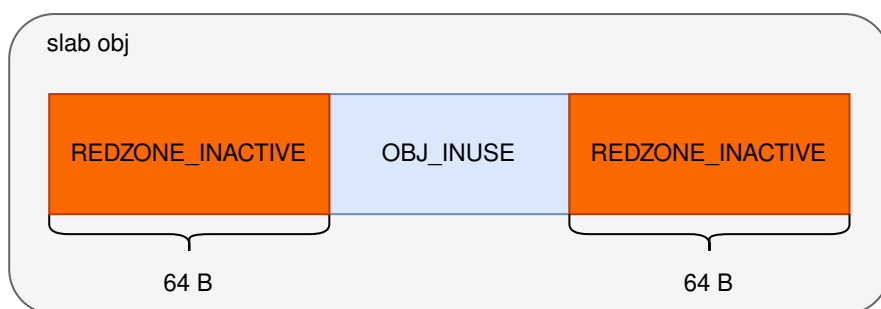 slab obj
REDZONE_INACTIVE OBJ_INUSE REDZONE_INACTIVE
64 B 64 B